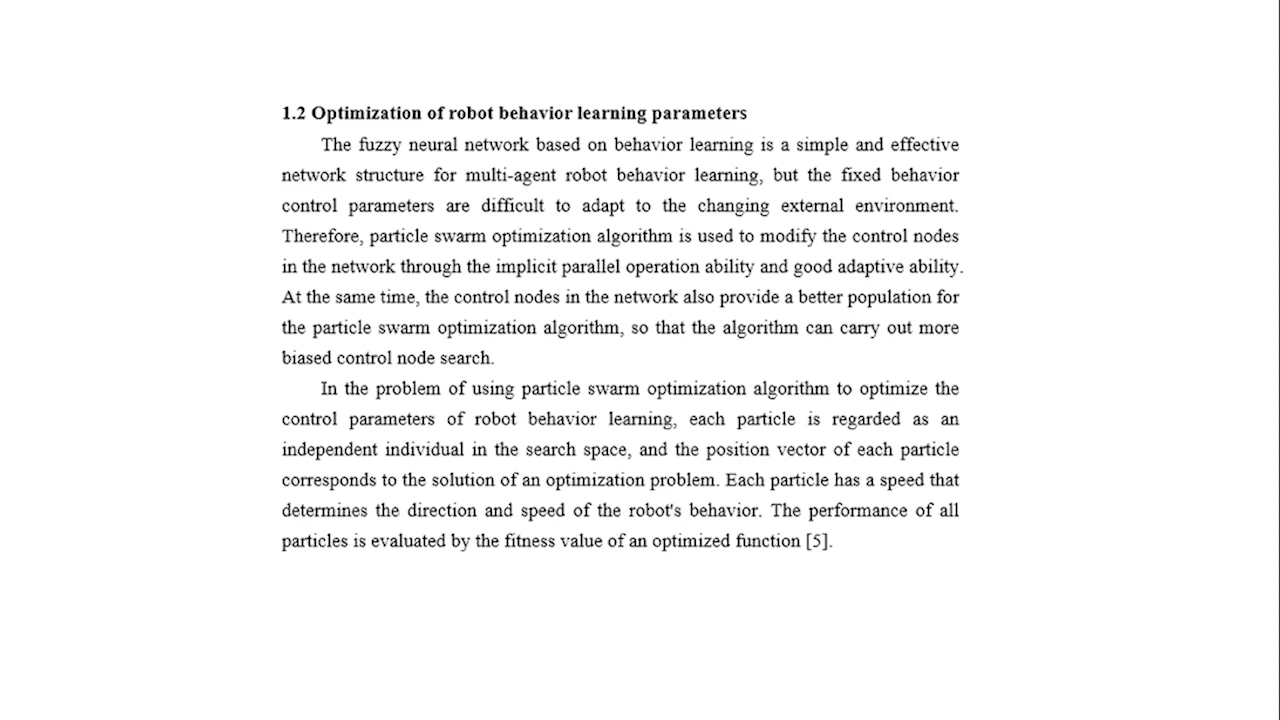 1.2 Optimization of robot behavior learning parameters
The fuzzy neural network based on behavior learning is a simple and effective
network structure for multi-agent robot behavior learning, but the fixed behavior
control parameters are difficult to adapt to the changing external environment.
Therefore, particle swarm optimization algorithm is used to modify the control nodes
in the network through the implicit parallel operation ability and good adaptive ability.
At the same time, the control nodes in the network also provide a better population for
the particle swarm optimization algorithm, so that the algorithm can carry out more
biased control node search.
In the problem of using particle swarm optimization algorithm to optimize the
control parameters of robot behavior learning, each particle is regarded as an
independent individual in the search space, and the position vector of each particle
corresponds to the solution of an optimization problem. Each particle has a speed that
determines the direction and speed of the robot's behavior. The performance of all
particles is evaluated by the fitness value of an optimized function [5].